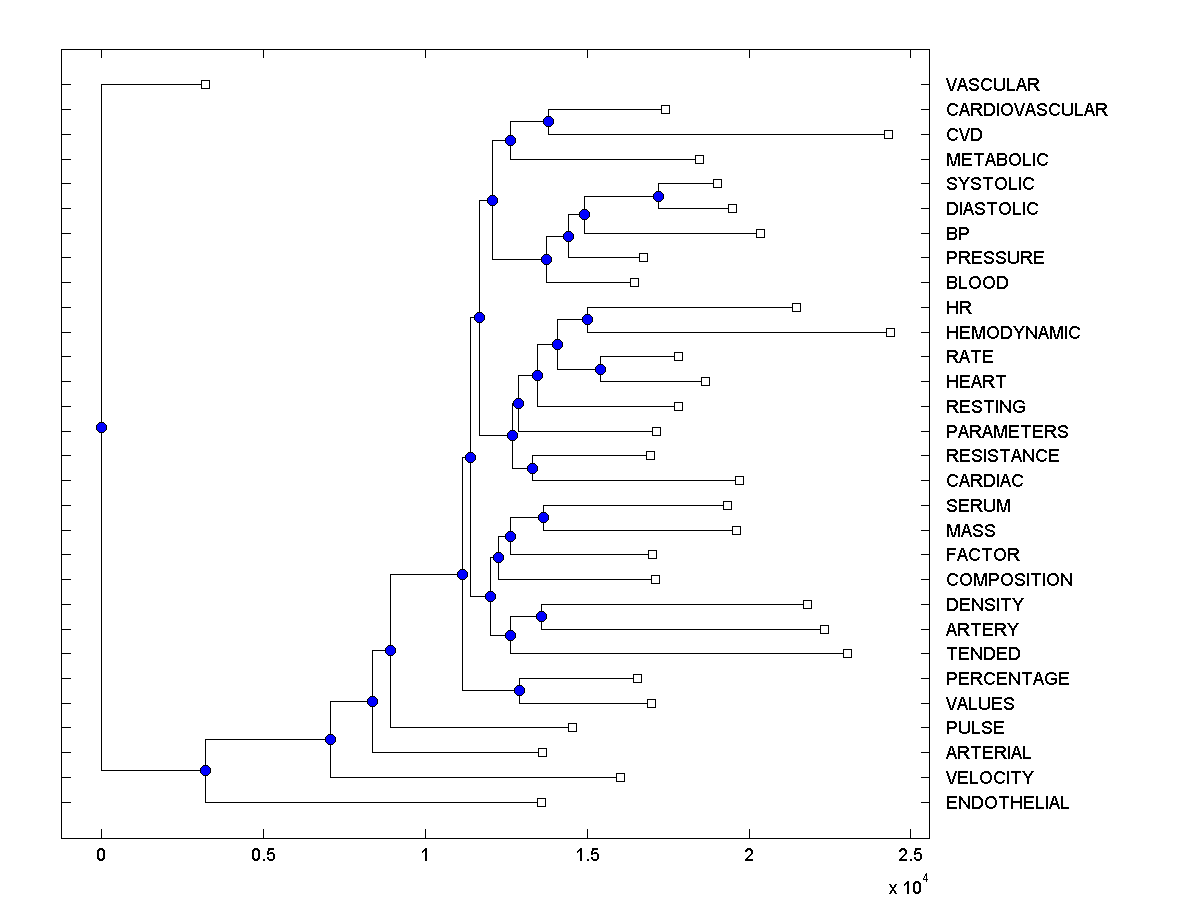 VASCULAR
CARDIOVASCULAR
CVD
METABOLIC
SYSTOLIC
DIASTOLIC
BP
PRESSURE
BLOOD
HR
HEMODYNAMIC
RATE
HEART
RESTING
PARAMETERS
RESISTANCE
CARDIAC
SERUM
MASS
FACTOR
COMPOSITION
DENSITY
ARTERY
TENDED
PERCENTAGE
VALUES
PULSE
ARTERIAL
VELOCITY
ENDOTHELIAL
0 0.5 1 1.5 2 2.5
x 10^4